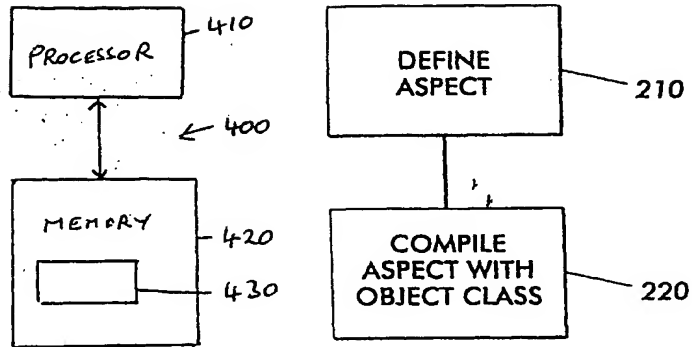 PROCESSOR
410
400
MEMORY
420
430
DEFINE
ASPECT
210
COMPILE
ASPECT WITH
OBJECT CLASS
220